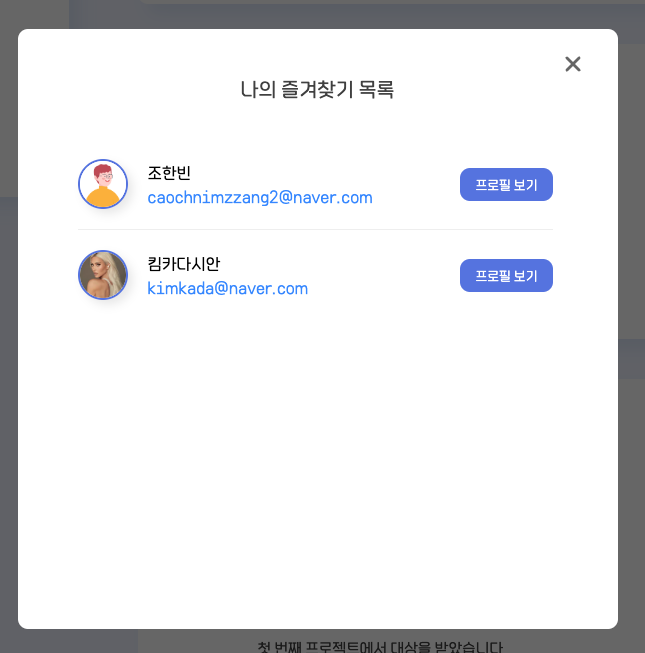 나의 즐겨찾기 목록
조한빈
caochnimzzang2@naver.com
프로필 보기
킴카다시안
kimkada@naver.com
프로필 보기
첫 번째 프로젝트에서 대상을 받았습니다